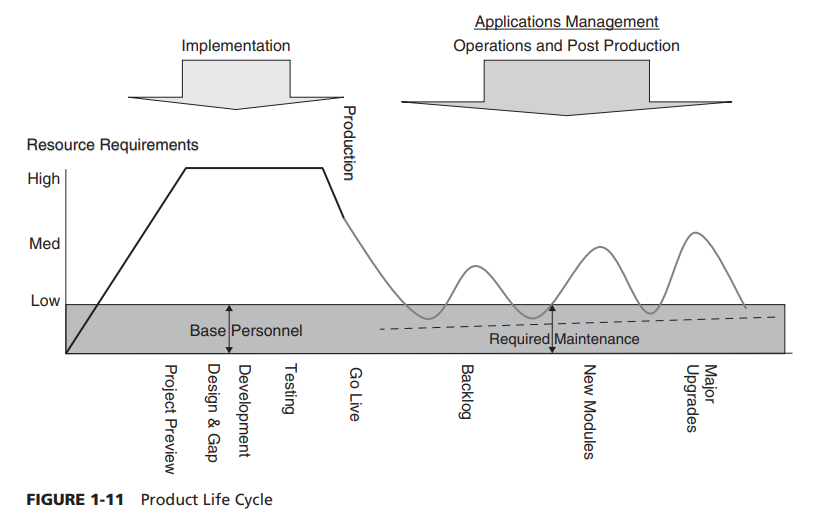 Applications Management
Implementation
Operations and Post Production
Production
Resource Requirements
High
Med
Low
Base Personnel
Required Maintenance
Project Preview
Design & Gap
Development
Testing
Go Live
Backlog
New Modules
Major
Upgrades
FIGURE 1-11 Product Life Cycle